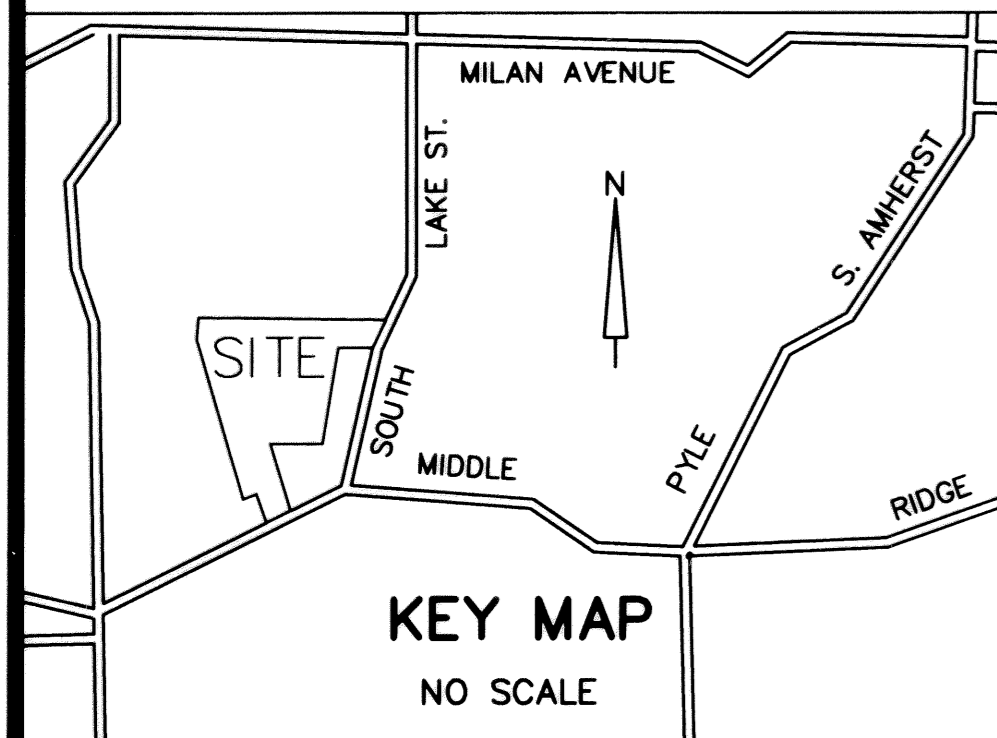 MILAN AVENUE
LAKE ST.
N
S. AMHERST
SITE
SOUTH
MIDDLE
PYLE
RIDGE
KEY MAP
NO SCALE